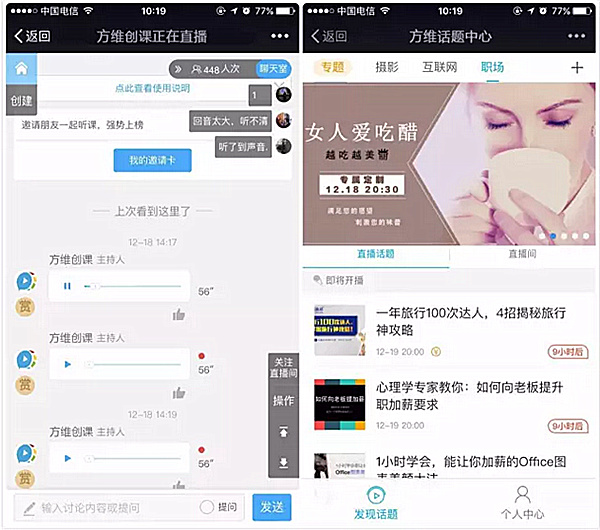 中国电信
10:19
77%
返回
方维创课正在直播
448人次
聊天室
创建
点此查看使用说明
1
邀请朋友一起听课，强势上榜
回音太大、听不清
听了到声音.
我的邀请卡
上次看到这里了
12-18 14:17
方维创课 主持人
56"
赏
方维创课 主持人
56"
赏
关注
直播间
操作
12-18 14:19
方维创课 主持人
56"
赏
输入讨论内容或提问
提问
发送
中国电信
10:19
77%
返回
方维话题中心
专题
摄影
互联网
职场
女人爱吃醋
越吃越美
专属定制
12.18 20:30
满足您的愿望
刺激你的味蕾
直播话题
直播间
即将开播
一年旅行100次达人，4招揭秘旅行
神攻略
12-19 20:00
9小时后
心理学专家教你：如何向老板提升
职加薪要求
如何向老板提加薪
12-19 20:00
9小时后
1小时学会，能让你加薪的Office图
发现话题
个人中心